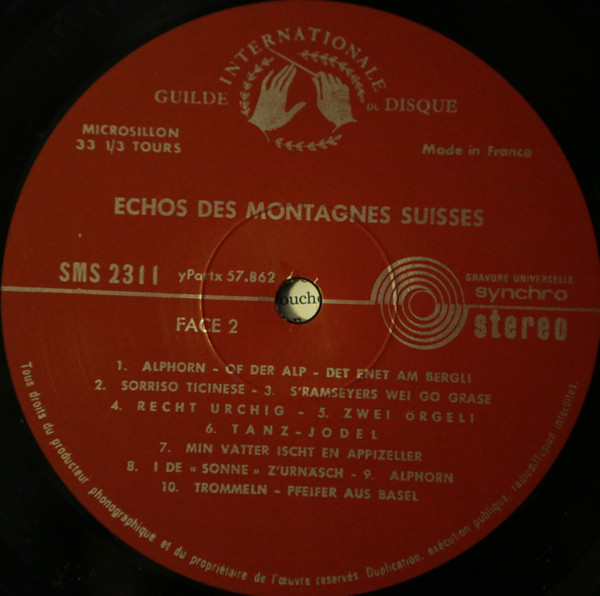 GUILDE INTERNATIONALE DU DISQUE
MICROSILLON
33 1/3 TOURS
Made in France
ECHOS DES MONTAGNES SUISSES
SMS 2311
yPartx 57.862
ouche
GRAVURE UNIVERSELLE
synchro
stereo
FACE 2
1. ALPHORN - OF DER ALP - DET ENET AM BERGLI
2. SORRISO TICINESE - 3. S'RAMSEYERS WEI GO GRASE
4. RECHT URCHIG - 5. ZWEI ÖRGELI
6. TANZ-JODEL
7. MIN VATTER ISCHT EN APPIZELLER
8. I DE « SONNE » Z'URNÄSCH - 9. ALPHORN
10. TROMMELN - PFEIFER AUS BASEL
Tous droits du producteur phonographique et du propriétaire de l'œuvre reservés. Duplication, exécution publique, radiodiffusion interdites.